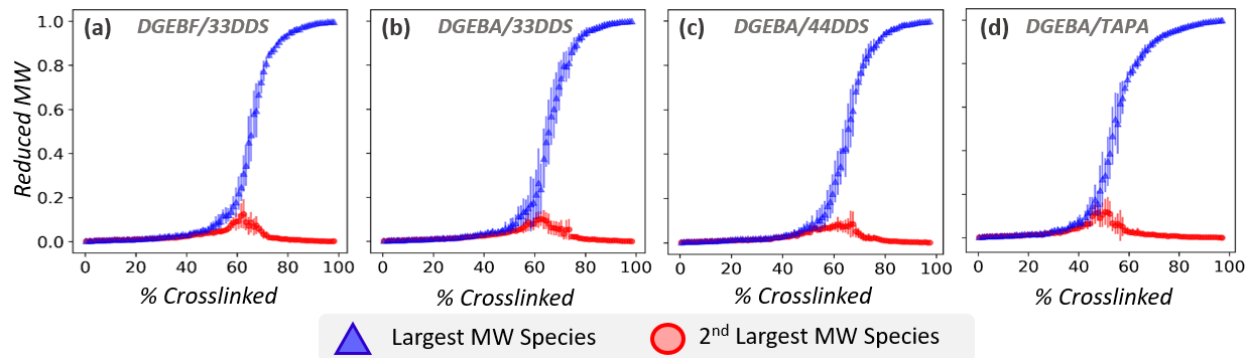 (a) DGEBF/33DDS (b) DGEBA/33DDS (c) DGEBA/44DDS (d) DGEBA/TAPA
Reduced MW
1.0
0.8
0.6
0.4
0.2
0.0
0 20 40 60 80 100 0 20 40 60 80 100 0 20 40 60 80 100 0 20 40 60 80 100
% Crosslinked % Crosslinked % Crosslinked % Crosslinked
Largest MW Species 2nd Largest MW Species